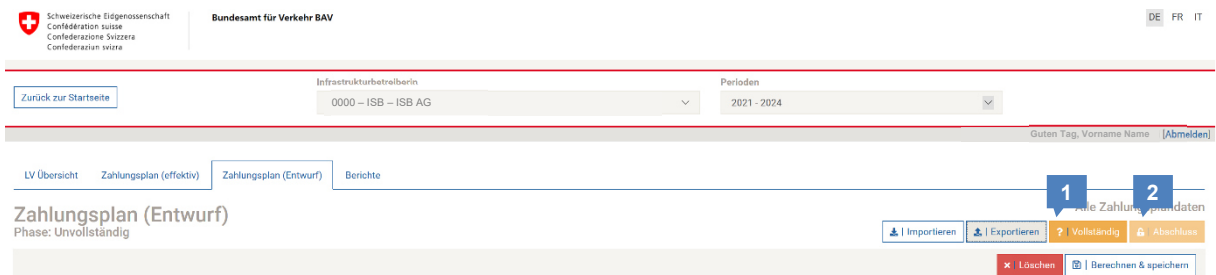 Schweizerische Eidgenossenschaft
Confédération suisse
Confederazione Svizzera
Confederaziun svizra
Bundesamt für Verkehr BAV
DE FR IT
Zurück zur Startseite
Infrastrukturbetreiberin
0000 – ISB – ISB AG
Perioden
2021 - 2024
Guten Tag, Vorname Name [Abmelden]
LV Übersicht Zahlungsplan (effektiv) Zahlungsplan (Entwurf) Berichte
1 2
Zahlungsplan (Entwurf)
Alle Zahlungsplandaten
Phase: Unvollständig
| Importieren | Exportieren ? | Vollständig | Abschluss
× | Löschen | Berechnen & speichern